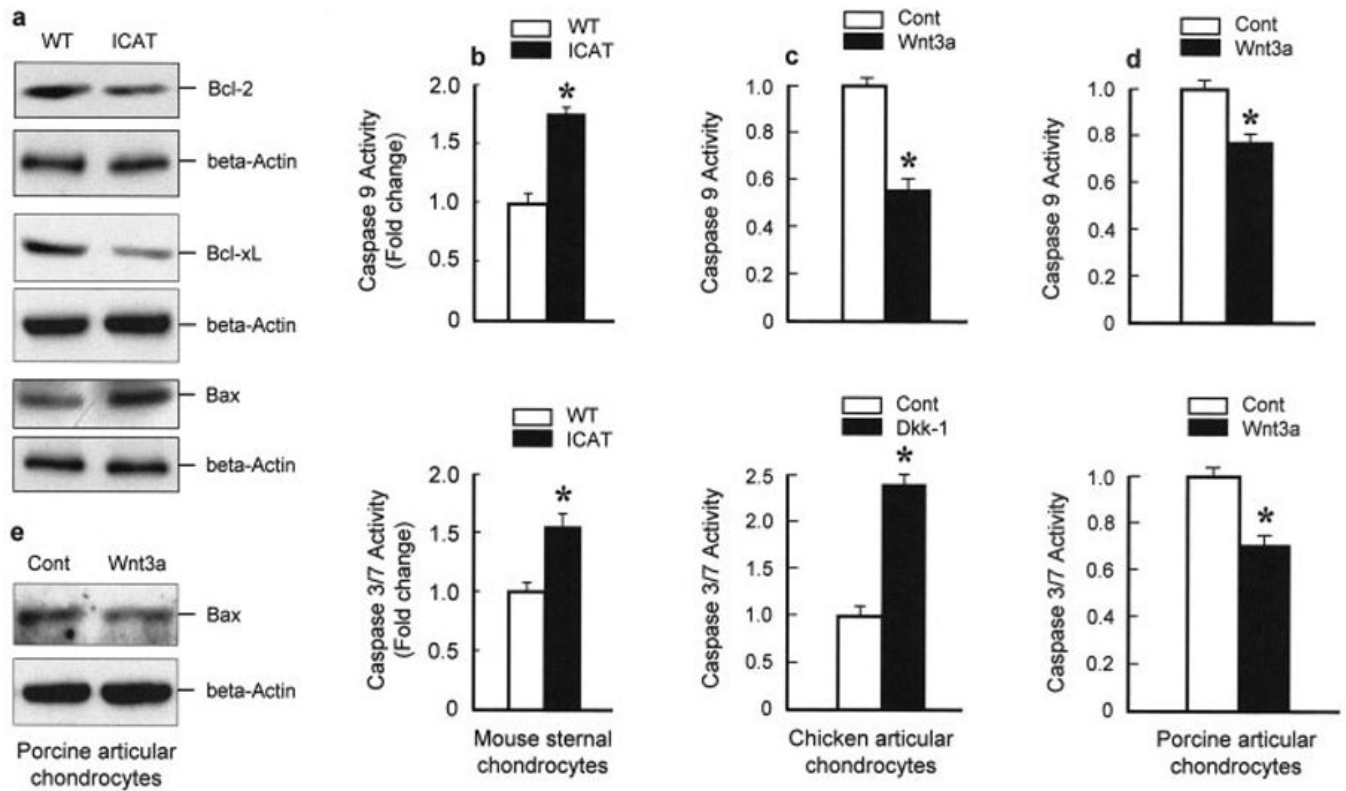 a
WT ICAT
Bcl-2
beta-Actin
Bcl-xL
beta-Actin
Bax
beta-Actin
e
Cont Wnt3a
Bax
beta-Actin
Porcine articular
chondrocytes
b
WT
ICAT
Caspase 9 Activity
(Fold change)
2.0
1.5
1.0
0.5
0
*
WT
ICAT
Caspase 3/7 Activity
(Fold change)
2.0
1.5
1.0
0.5
0
*
Mouse sternal
chondrocytes
c
Cont
Wnt3a
Caspase 9 Activity
1.0
0.8
0.6
0.4
0.2
0
*
Cont
Dkk-1
Caspase 3/7 Activity
2.5
2.0
1.5
1.0
0.5
0
*
Chicken articular
chondrocytes
d
Cont
Wnt3a
Caspase 9 Activity
1.0
0.8
0.6
0.4
0.2
0
*
Cont
Wnt3a
Caspase 3/7 Activity
1.0
0.8
0.6
0.4
0.2
0
*
Porcine articular
chondrocytes